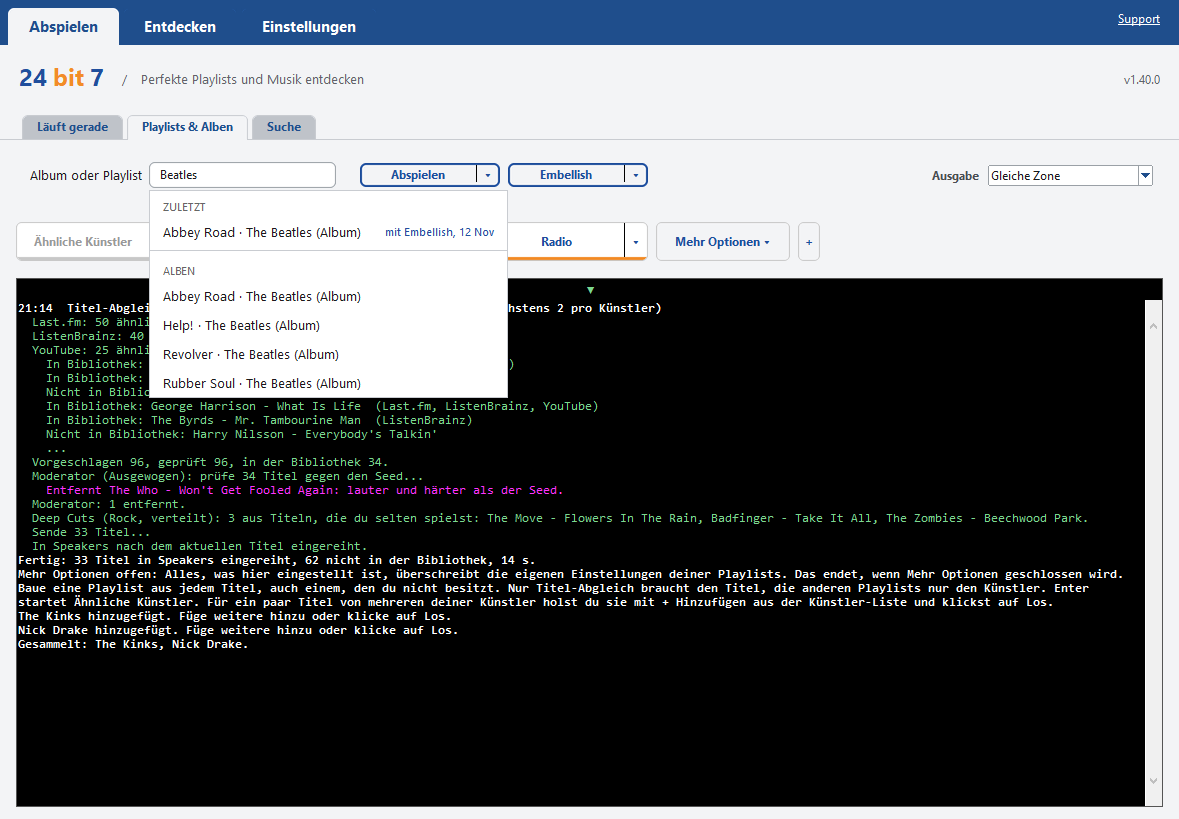 Abspielen
Entdecken
Einstellungen
Support
24 bit 7 / Perfekte Playlists und Musik entdecken
v1.40.0
Läuft gerade
Playlists & Alben
Suche
Album oder Playlist
Beatles
Abspielen
Embellish
Ausgabe
Gleiche Zone
ZULETZT
Abbey Road · The Beatles (Album) mit Embellish, 12 Nov
ALBEN
Abbey Road · The Beatles (Album)
Help! · The Beatles (Album)
Revolver · The Beatles (Album)
Rubber Soul · The Beatles (Album)
Ähnliche Künstler
Radio
Mehr Optionen
+
21:14 Titel-Abglei hstens 2 pro Künstler)
Last.fm: 50 ähnli
ListenBrainz: 40
YouTube: 25 ähnli
In Bibliothek: )
In Bibliothek:
Nicht in Biblio
In Bibliothek: George Harrison - What Is Life (Last.fm, ListenBrainz, YouTube)
In Bibliothek: The Byrds - Mr. Tambourine Man (ListenBrainz)
Nicht in Bibliothek: Harry Nilsson - Everybody's Talkin'
...
Vorgeschlagen 96, geprüft 96, in der Bibliothek 34.
Moderator (Ausgewogen): prüfe 34 Titel gegen den Seed...
Entfernt The Who - Won't Get Fooled Again: lauter und härter als der Seed.
Moderator: 1 entfernt.
Deep Cuts (Rock, verteilt): 3 aus Titeln, die du selten spielst: The Move - Flowers In The Rain, Badfinger - Take It All, The Zombies - Beechwood Park.
Sende 33 Titel...
In Speakers nach dem aktuellen Titel eingereiht.
Fertig: 33 Titel in Speakers eingereiht, 62 nicht in der Bibliothek, 14 s.
Mehr Optionen offen: Alles, was hier eingestellt ist, überschreibt die eigenen Einstellungen deiner Playlists. Das endet, wenn Mehr Optionen geschlossen wird.
Baue eine Playlist aus jedem Titel, auch einem, den du nicht besitzt. Nur Titel-Abgleich braucht den Titel, die anderen Playlists nur den Künstler. Enter
startet Ähnliche Künstler. Für ein paar Titel von mehreren deiner Künstler holst du sie mit + Hinzufügen aus der Künstler-Liste und klickst auf Los.
The Kinks hinzugefügt. Füge weitere hinzu oder klicke auf Los.
Nick Drake hinzugefügt. Füge weitere hinzu oder klicke auf Los.
Gesammelt: The Kinks, Nick Drake.